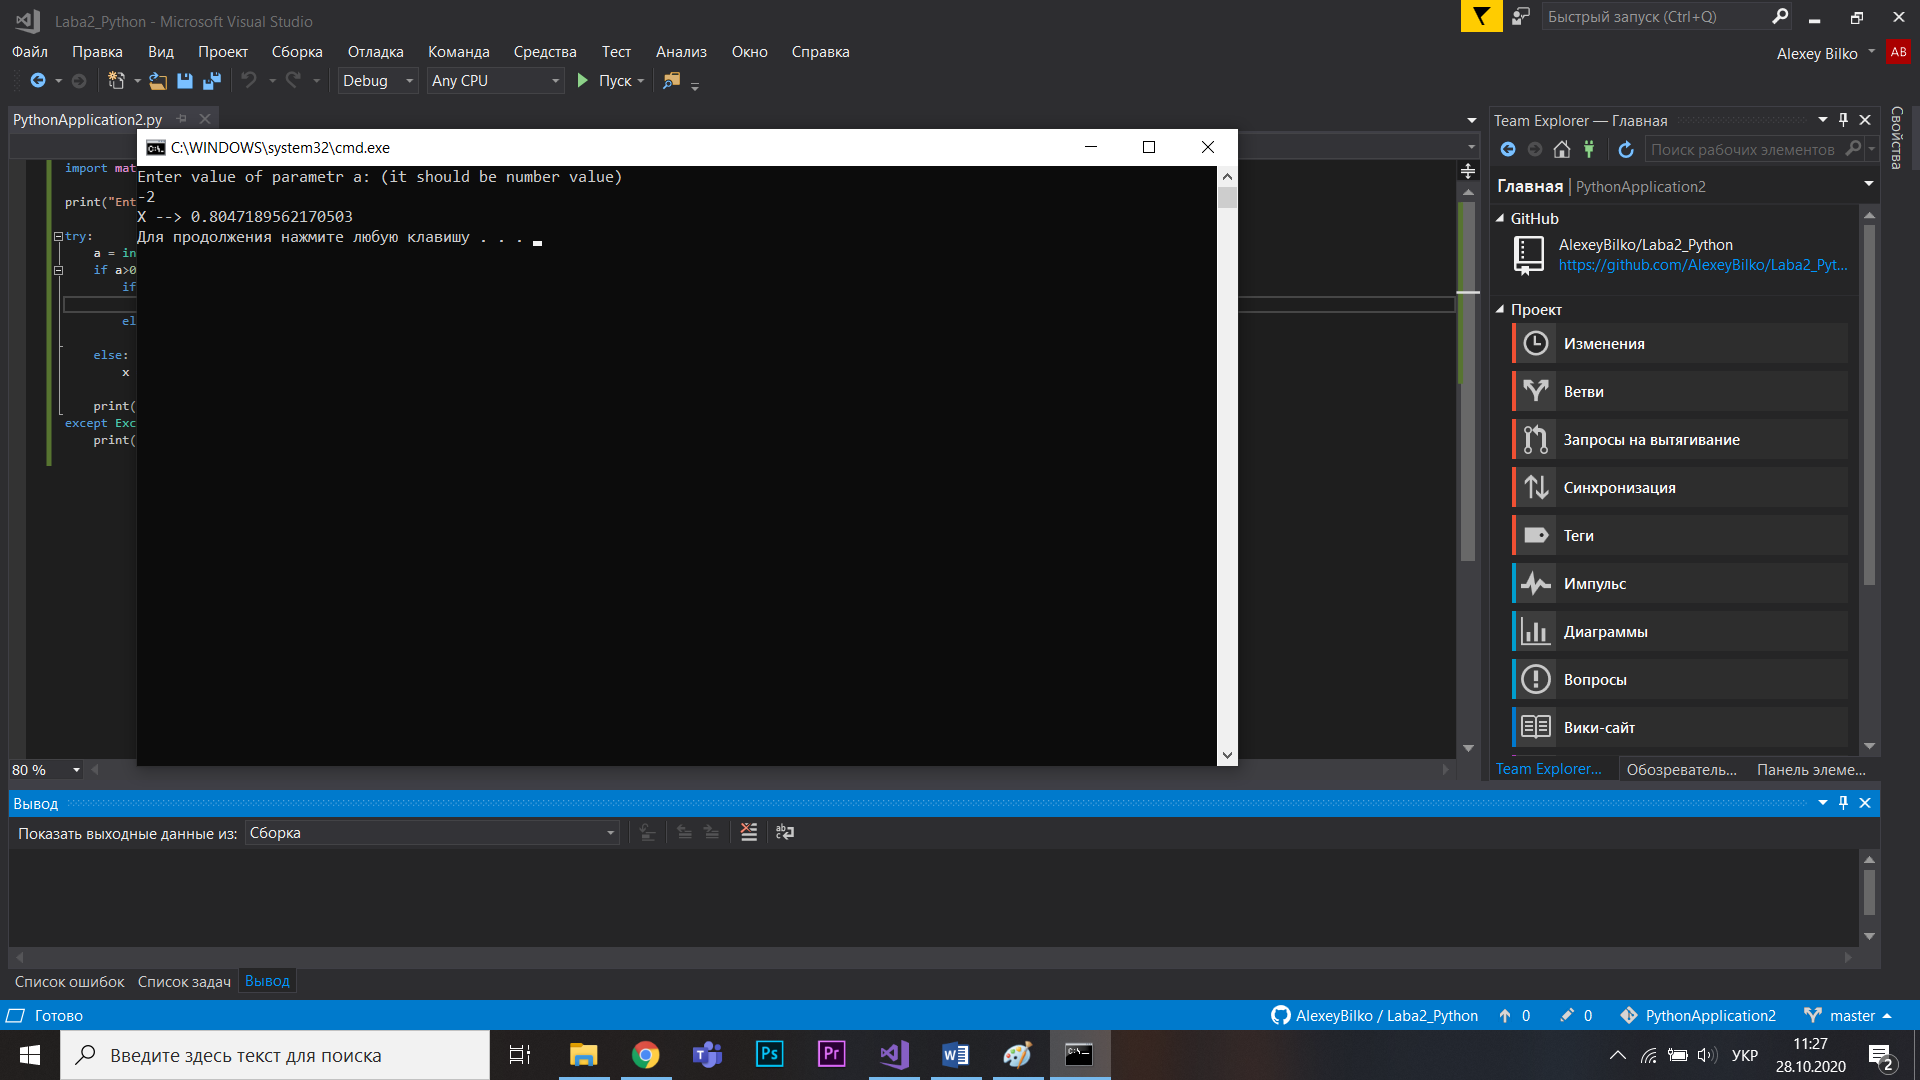 Laba2_Python - Microsoft Visual Studio
Быстрый запуск (Ctrl+Q)
Файл Правка Вид Проект Сборка Отладка Команда Средства Тест Анализ Окно Справка
Alexey Bilko AB
Debug Any CPU Пуск
PythonApplication2.py
C:\WINDOWS\system32\cmd.exe
Enter value of parametr a: (it should be number value)
-2
X --> 0.8047189562170503
Для продолжения нажмите любую клавишу . . .
import mat
print("Ent
try:
a = in
if a>0
if
el
else:
x
print(
except Exc
print(
80 %
Team Explorer — Главная
Поиск рабочих элементов
Главная | PythonApplication2
GitHub
AlexeyBilko/Laba2_Python
https://github.com/AlexeyBilko/Laba2_Pyt...
Проект
Изменения
Ветви
Запросы на вытягивание
Синхронизация
Теги
Импульс
Диаграммы
Вопросы
Вики-сайт
Team Explorer... Обозреватель... Панель элеме...
Свойства
Вывод
Показать выходные данные из: Сборка
Список ошибок Список задач Вывод
Готово
AlexeyBilko / Laba2_Python 0 0 PythonApplication2 master
Введите здесь текст для поиска
Ps Pr
УКР
11:27
28.10.2020
2